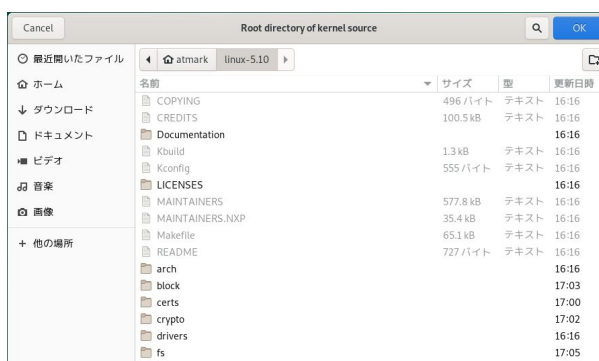 Cancel Root directory of kernel source OK
最近開いたファイル atmark linux-5.10
ホーム 名前 サイズ 型 更新日時
COPYING 496 バイト テキスト 16:16
ダウンロード CREDITS 100.5 kB テキスト 16:16
ドキュメント Documentation 16:16
Kbuild 1.3 kB テキスト 16:16
ビデオ Kconfig 555 バイト テキスト 16:16
音楽 LICENSES 16:16
MAINTAINERS 577.8 kB テキスト 16:16
画像 MAINTAINERS.NXP 35.4 kB テキスト 16:16
Makefile 65.1 kB テキスト 16:16
+ 他の場所 README 727 バイト テキスト 16:16
arch 16:16
block 17:03
certs 17:00
crypto 17:02
drivers 16:16
fs 17:05